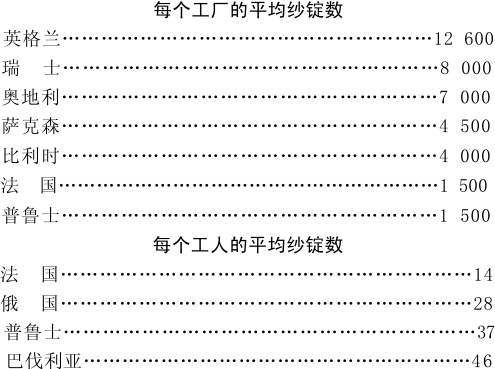 每个工厂的平均纱锭数
英格兰………………………………………………12 600
瑞　士………………………………………………8 000
奥地利………………………………………………7 000
萨克森………………………………………………4 500
比利时………………………………………………4 000
法　国………………………………………………1 500
普鲁士………………………………………………1 500
每个工人的平均纱锭数
法　国……………………………………………………14
俄　国……………………………………………………28
普鲁士……………………………………………………37
巴伐利亚…………………………………………………46